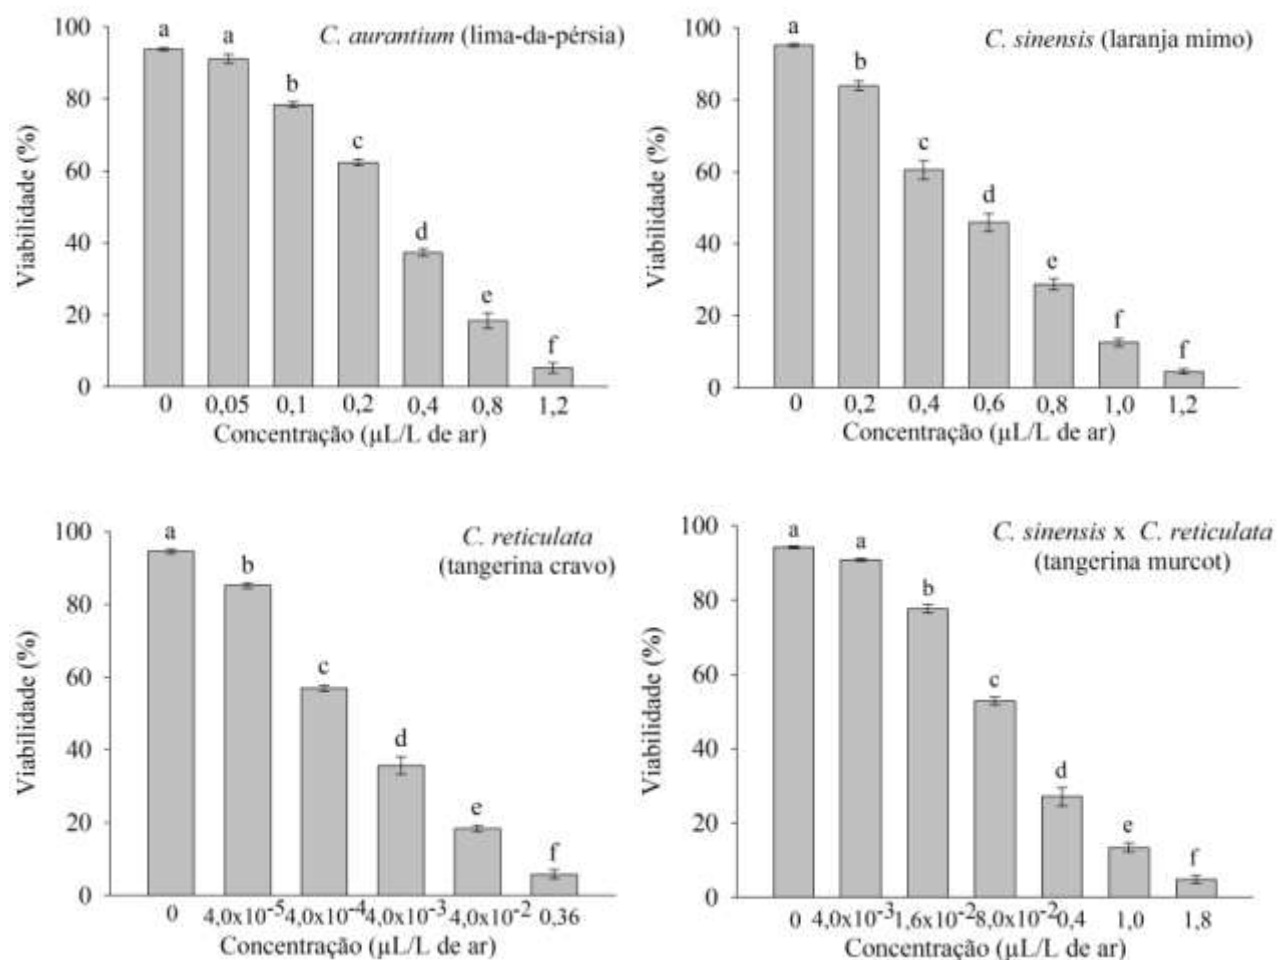 C. aurantium (lima-da-pérsia)
Viabilidade (%)
100
80
60
40
20
0
a
a
b
c
d
e
f
0 0,05 0,1 0,2 0,4 0,8 1,2
Concentração (µL/L de ar)
C. sinensis (laranja mimo)
Viabilidade (%)
100
80
60
40
20
0
a
b
c
d
e
f
f
0 0,2 0,4 0,6 0,8 1,0 1,2
Concentração (µL/L de ar)
C. reticulata
(tangerina cravo)
Viabilidade (%)
100
80
60
40
20
0
a
b
c
d
e
f
0 4,0x10⁻⁵ 4,0x10⁻⁴ 4,0x10⁻³ 4,0x10⁻² 0,36
Concentração (µL/L de ar)
C. sinensis x C. reticulata
(tangerina murcot)
Viabilidade (%)
100
80
60
40
20
0
a
a
b
c
d
e
f
0 4,0x10⁻³ 1,6x10⁻² 8,0x10⁻² 0,4 1,0 1,8
Concentração (µL/L de ar)